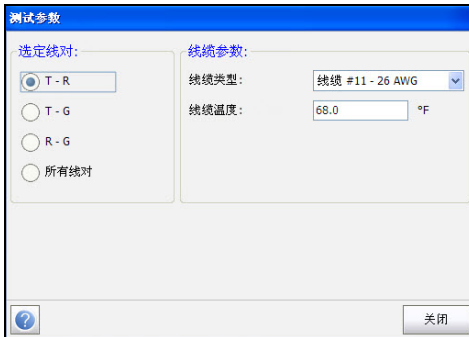 测试参数
选定线对:
T - R
T - G
R - G
所有线对
线缆参数:
线缆类型: 线缆 #11 - 26 AWG
线缆温度: 68.0 °F
?
关闭